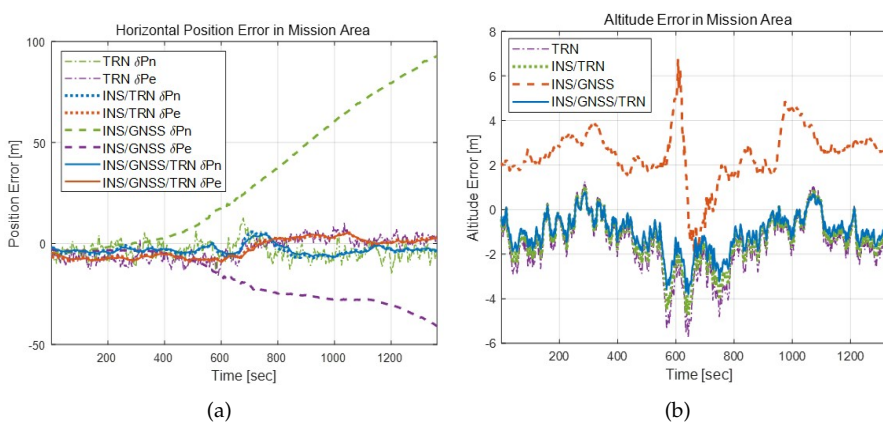 Horizontal Position Error in Mission Area
100
50
0
-50
Position Error [m]
TRN δPn
TRN δPe
INS/TRN δPn
INS/TRN δPe
INS/GNSS δPn
INS/GNSS δPe
INS/GNSS/TRN δPn
INS/GNSS/TRN δPe
200 400 600 800 1000 1200
Time [sec]
(a)
Altitude Error in Mission Area
8
6
4
2
0
-2
-4
-6
Altitude Error [m]
TRN
INS/TRN
INS/GNSS
INS/GNSS/TRN
200 400 600 800 1000 1200
Time [sec]
(b)